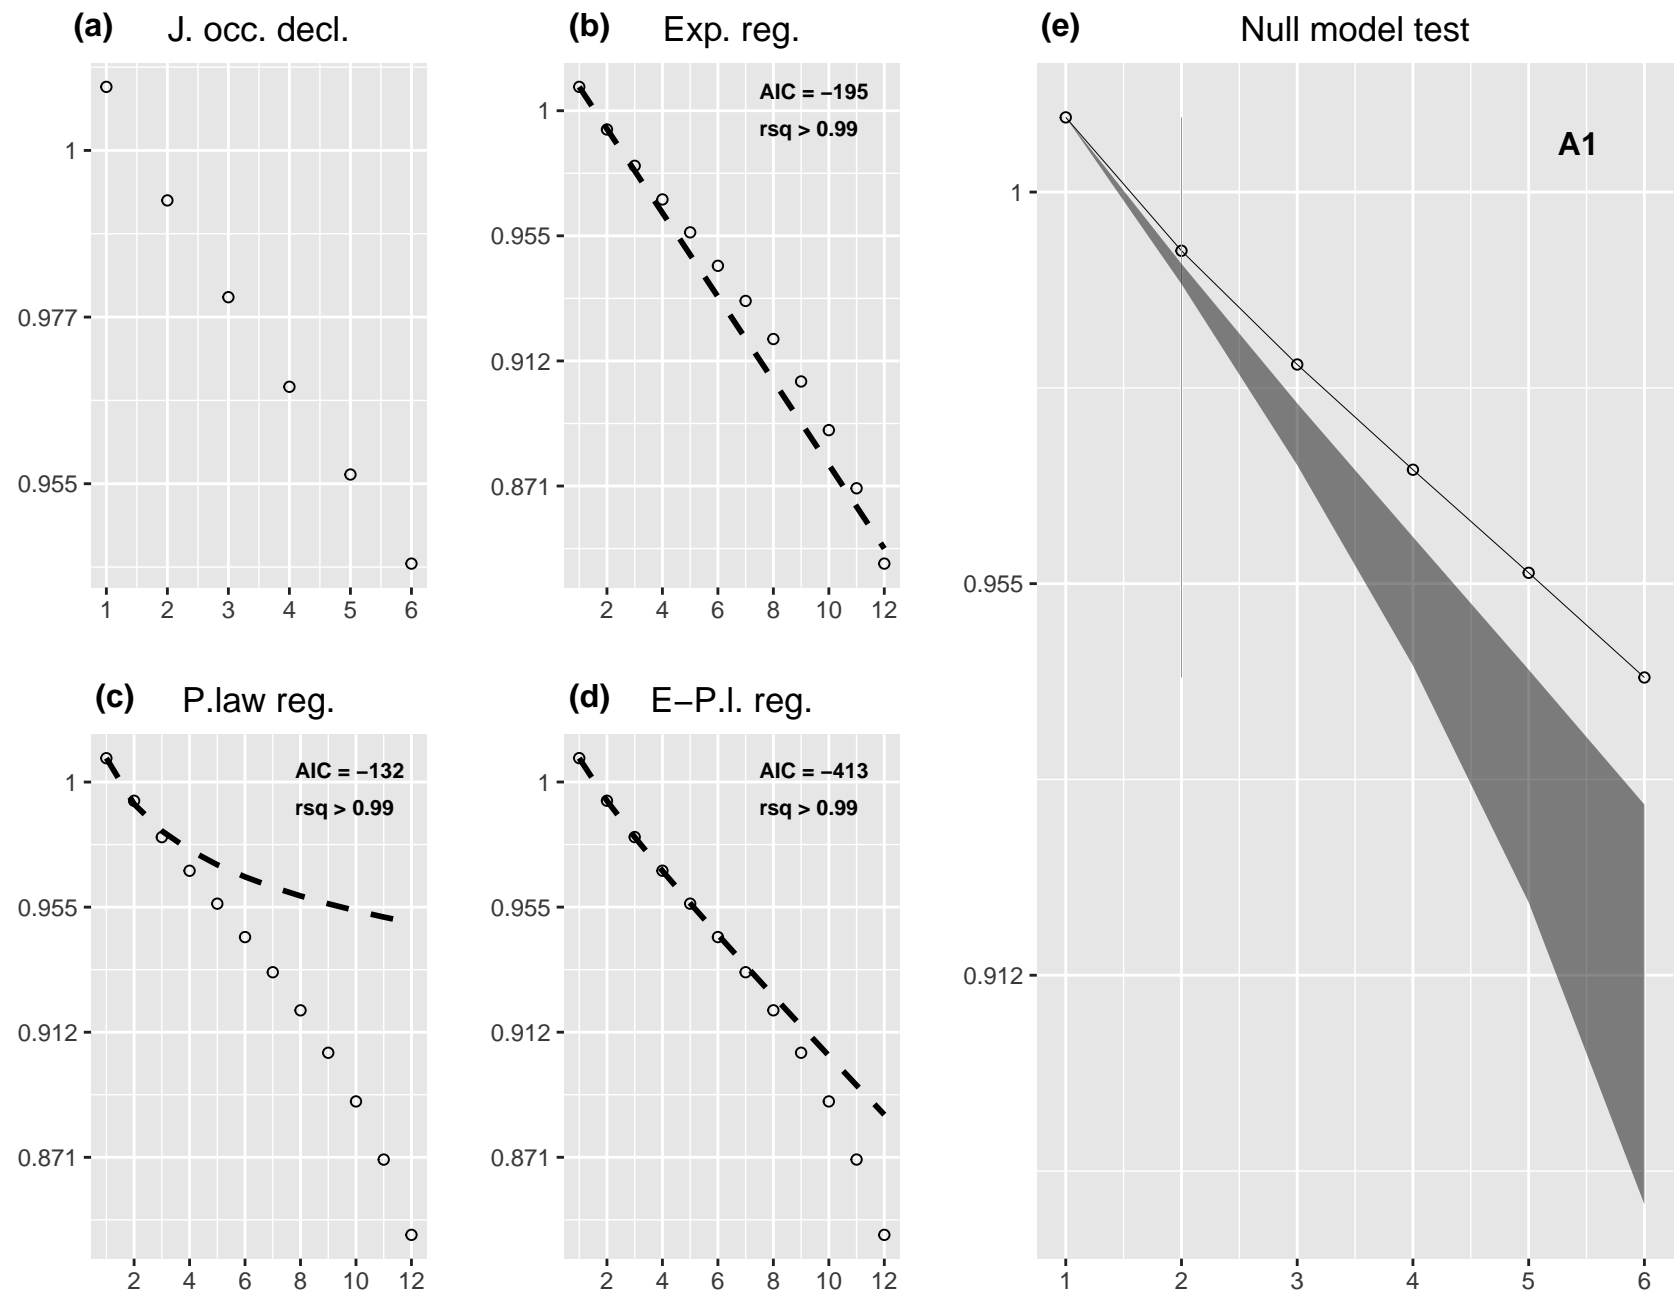 (a) J. occ. decl.
1
0.977
0.955
1 2 3 4 5 6
(b) Exp. reg.
AIC = −195
rsq > 0.99
1
0.955
0.912
0.871
2 4 6 8 10 12
(c) P.law reg.
AIC = −132
rsq > 0.99
1
0.955
0.912
0.871
2 4 6 8 10 12
(d) E−P.l. reg.
AIC = −413
rsq > 0.99
1
0.955
0.912
0.871
2 4 6 8 10 12
(e) Null model test
A1
1
0.955
0.912
1 2 3 4 5 6